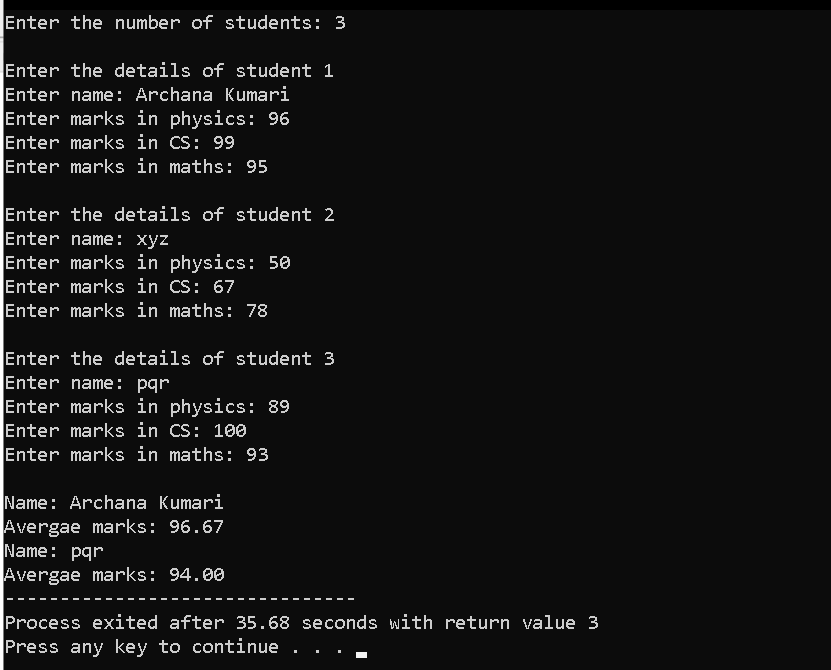 Enter the number of students: 3
Enter the details of student 1
Enter name: Archana Kumari
Enter marks in physics: 96
Enter marks in CS: 99
Enter marks in maths: 95
Enter the details of student 2
Enter name: xyz
Enter marks in physics: 50
Enter marks in CS: 67
Enter marks in maths: 78
Enter the details of student 3
Enter name: pqr
Enter marks in physics: 89
Enter marks in CS: 100
Enter marks in maths: 93
Name: Archana Kumari
Avergae marks: 96.67
Name: pqr
Avergae marks: 94.00
--------------------------------
Process exited after 35.68 seconds with return value 3
Press any key to continue . . .